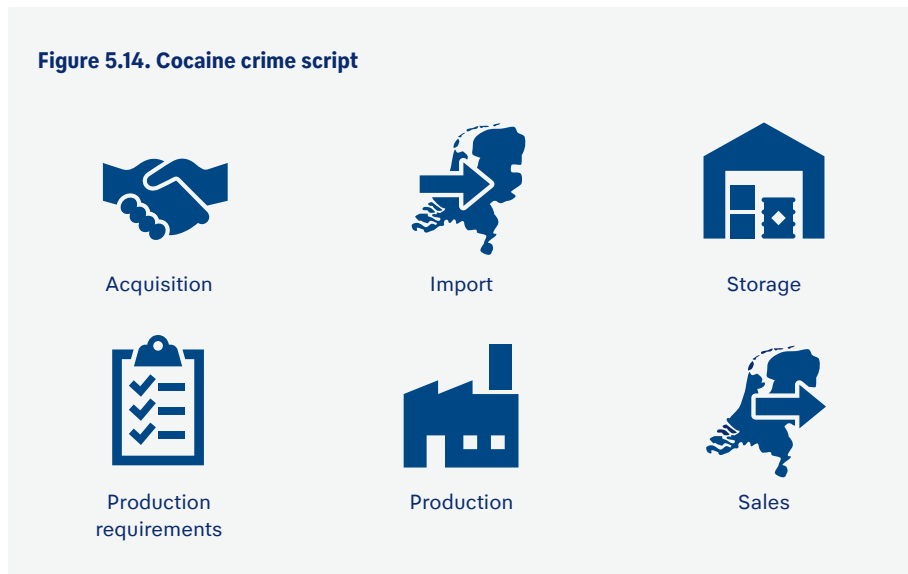 Figure 5.14. Cocaine crime script
Acquisition
Import
Storage
Production
requirements
Production
Sales